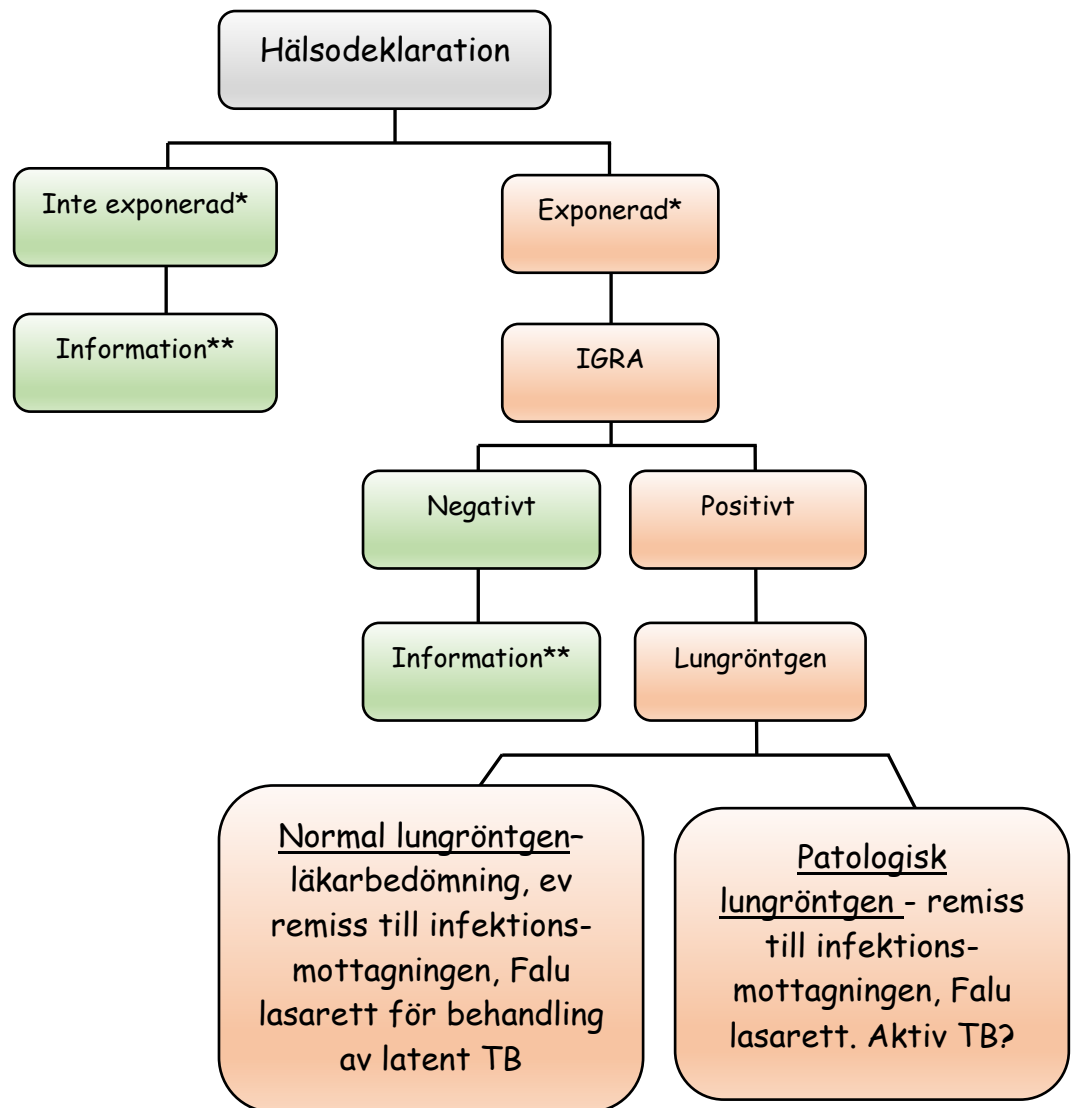 Hälsodeklaration
Inte exponerad*
Exponerad*
Information**
IGRA
Negativt
Positivt
Information**
Lungröntgen
Normal lungröntgen–
läkarbedömning, ev
remiss till infektions-
mottagningen, Falu
lasarett för behandling
av latent TB
Patologisk
lungröntgen - remiss
till infektions-
mottagningen, Falu
lasarett. Aktiv TB?